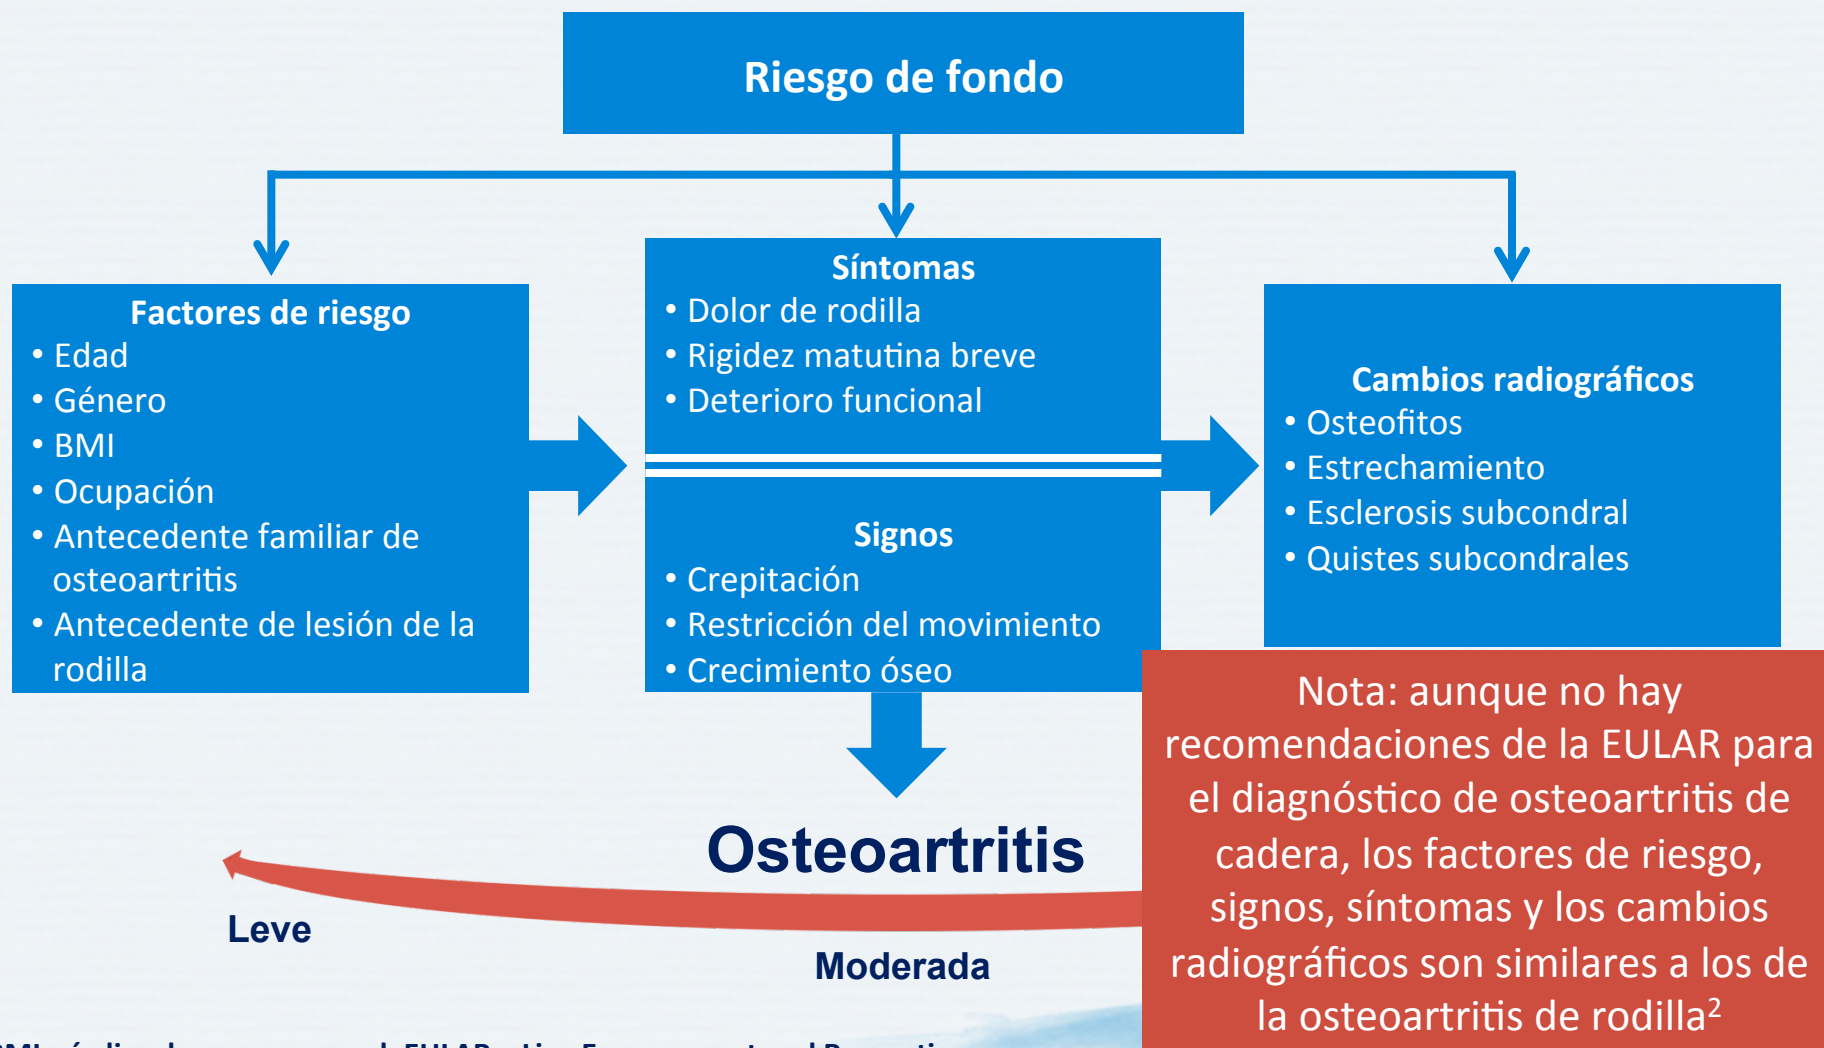 Riesgo de fondo
Factores de riesgo
• Edad
• Género
• BMI
• Ocupación
• Antecedente familiar de
osteoartritis
• Antecedente de lesión de la
rodilla
Síntomas
• Dolor de rodilla
• Rigidez matutina breve
• Deterioro funcional
Signos
• Crepitación
• Restricción del movimiento
• Crecimiento óseo
Cambios radiográficos
• Osteofitos
• Estrechamiento
• Esclerosis subcondral
• Quistes subcondrales
Osteoartritis
Leve
Moderada
Nota: aunque no hay
recomendaciones de la EULAR para
el diagnóstico de osteoartritis de
cadera, los factores de riesgo,
signos, síntomas y los cambios
radiográficos son similares a los de
la osteoartritis de rodilla²